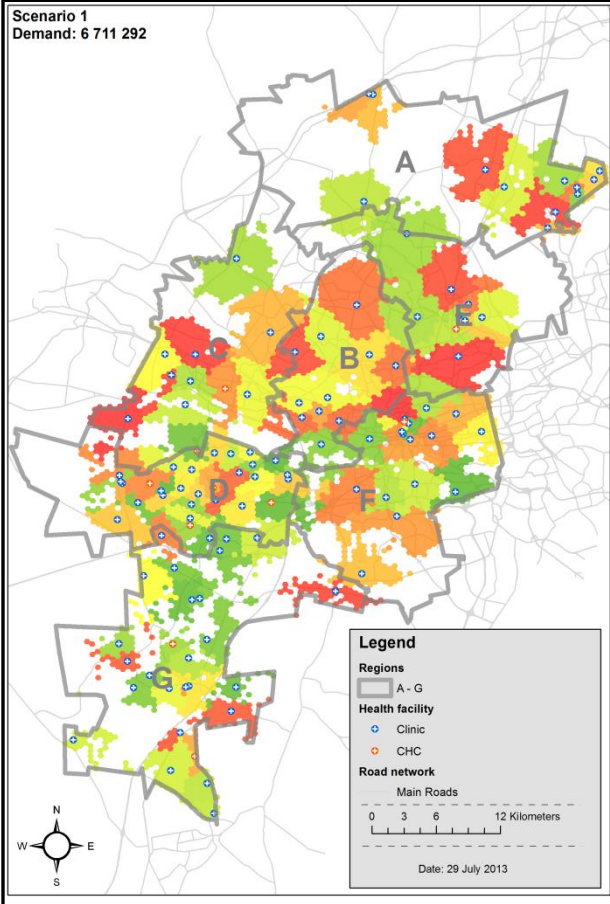 Scenario 1
Demand: 6 711 292
A
E
C
B
D
F
G
Legend
Regions
A - G
Health facility
Clinic
CHC
Road network
Main Roads
0 3 6 12 Kilometers
Date: 29 July 2013
N
W E
S